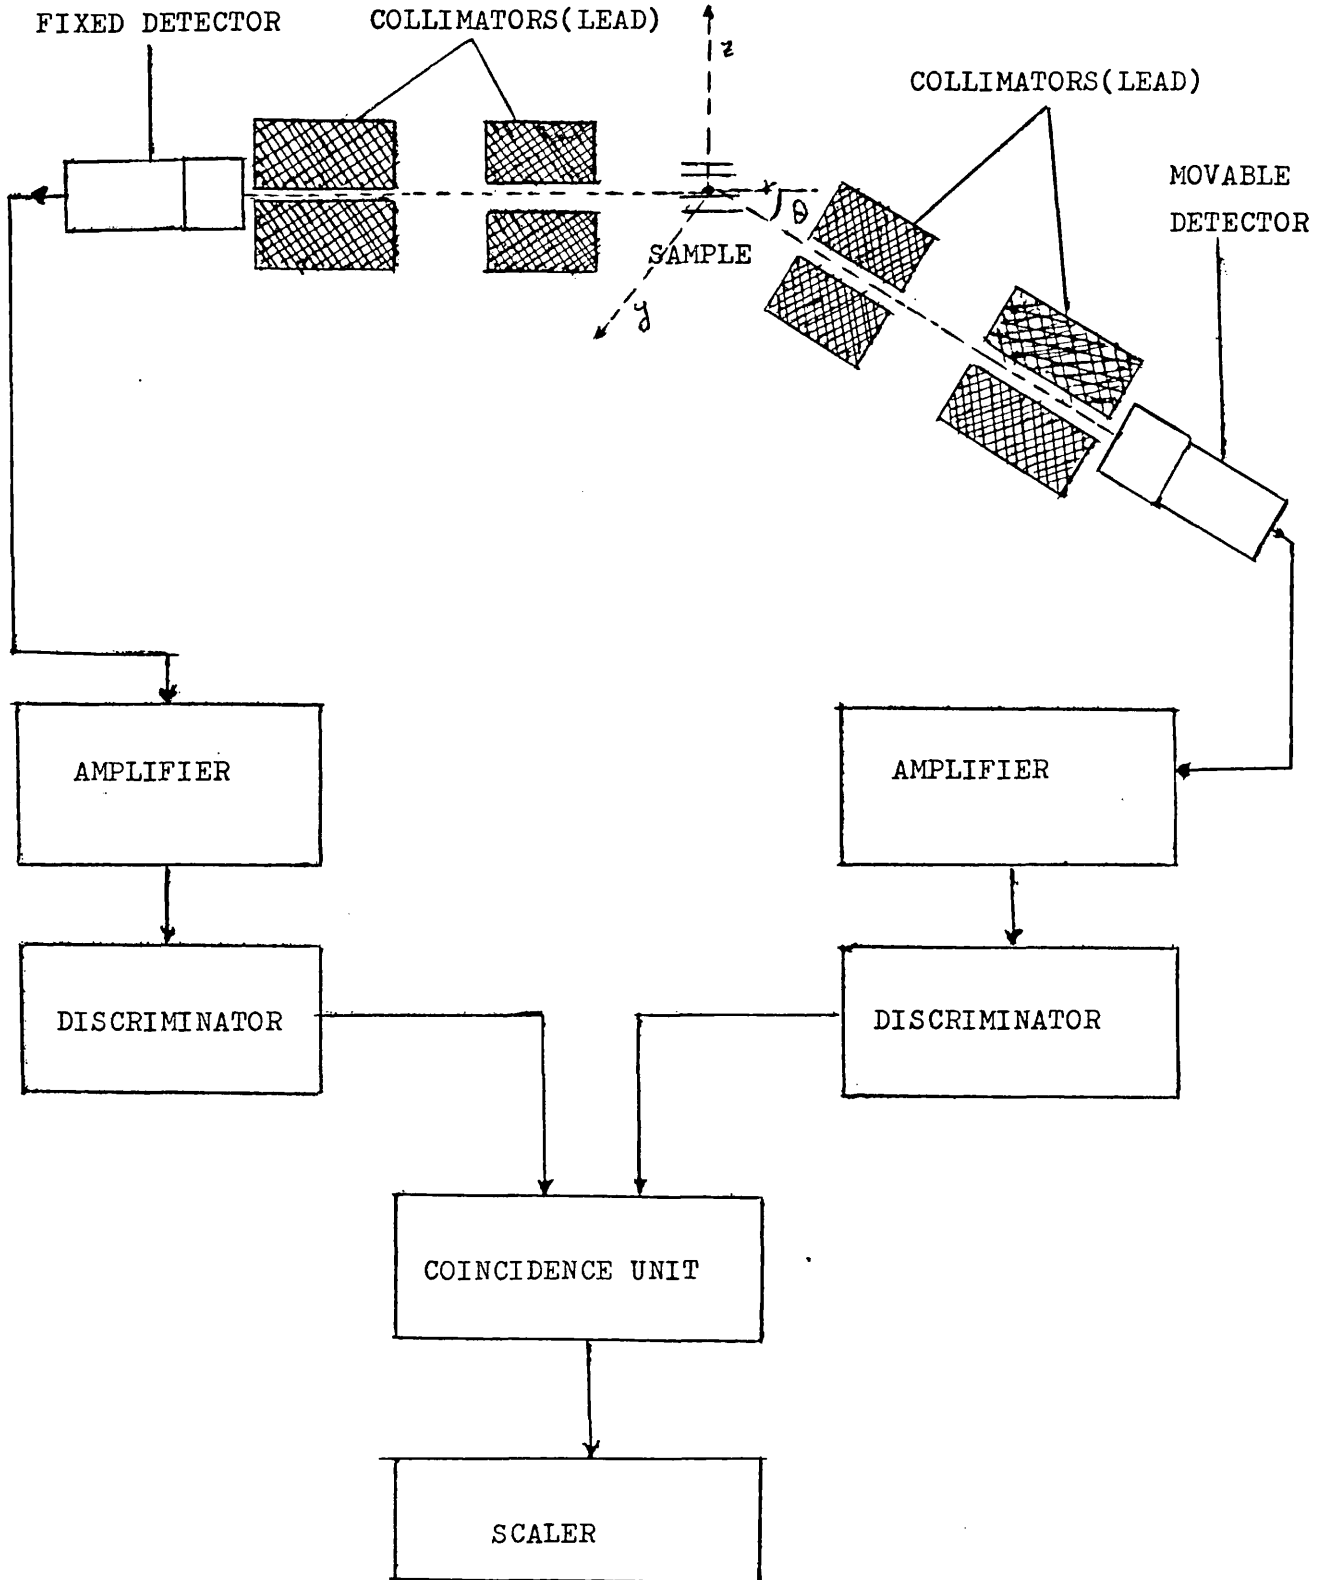 FIXED DETECTOR
COLLIMATORS(LEAD)
z
COLLIMATORS(LEAD)
MOVABLE
DETECTOR
θ
SAMPLE
y
AMPLIFIER
AMPLIFIER
DISCRIMINATOR
DISCRIMINATOR
COINCIDENCE UNIT
SCALER